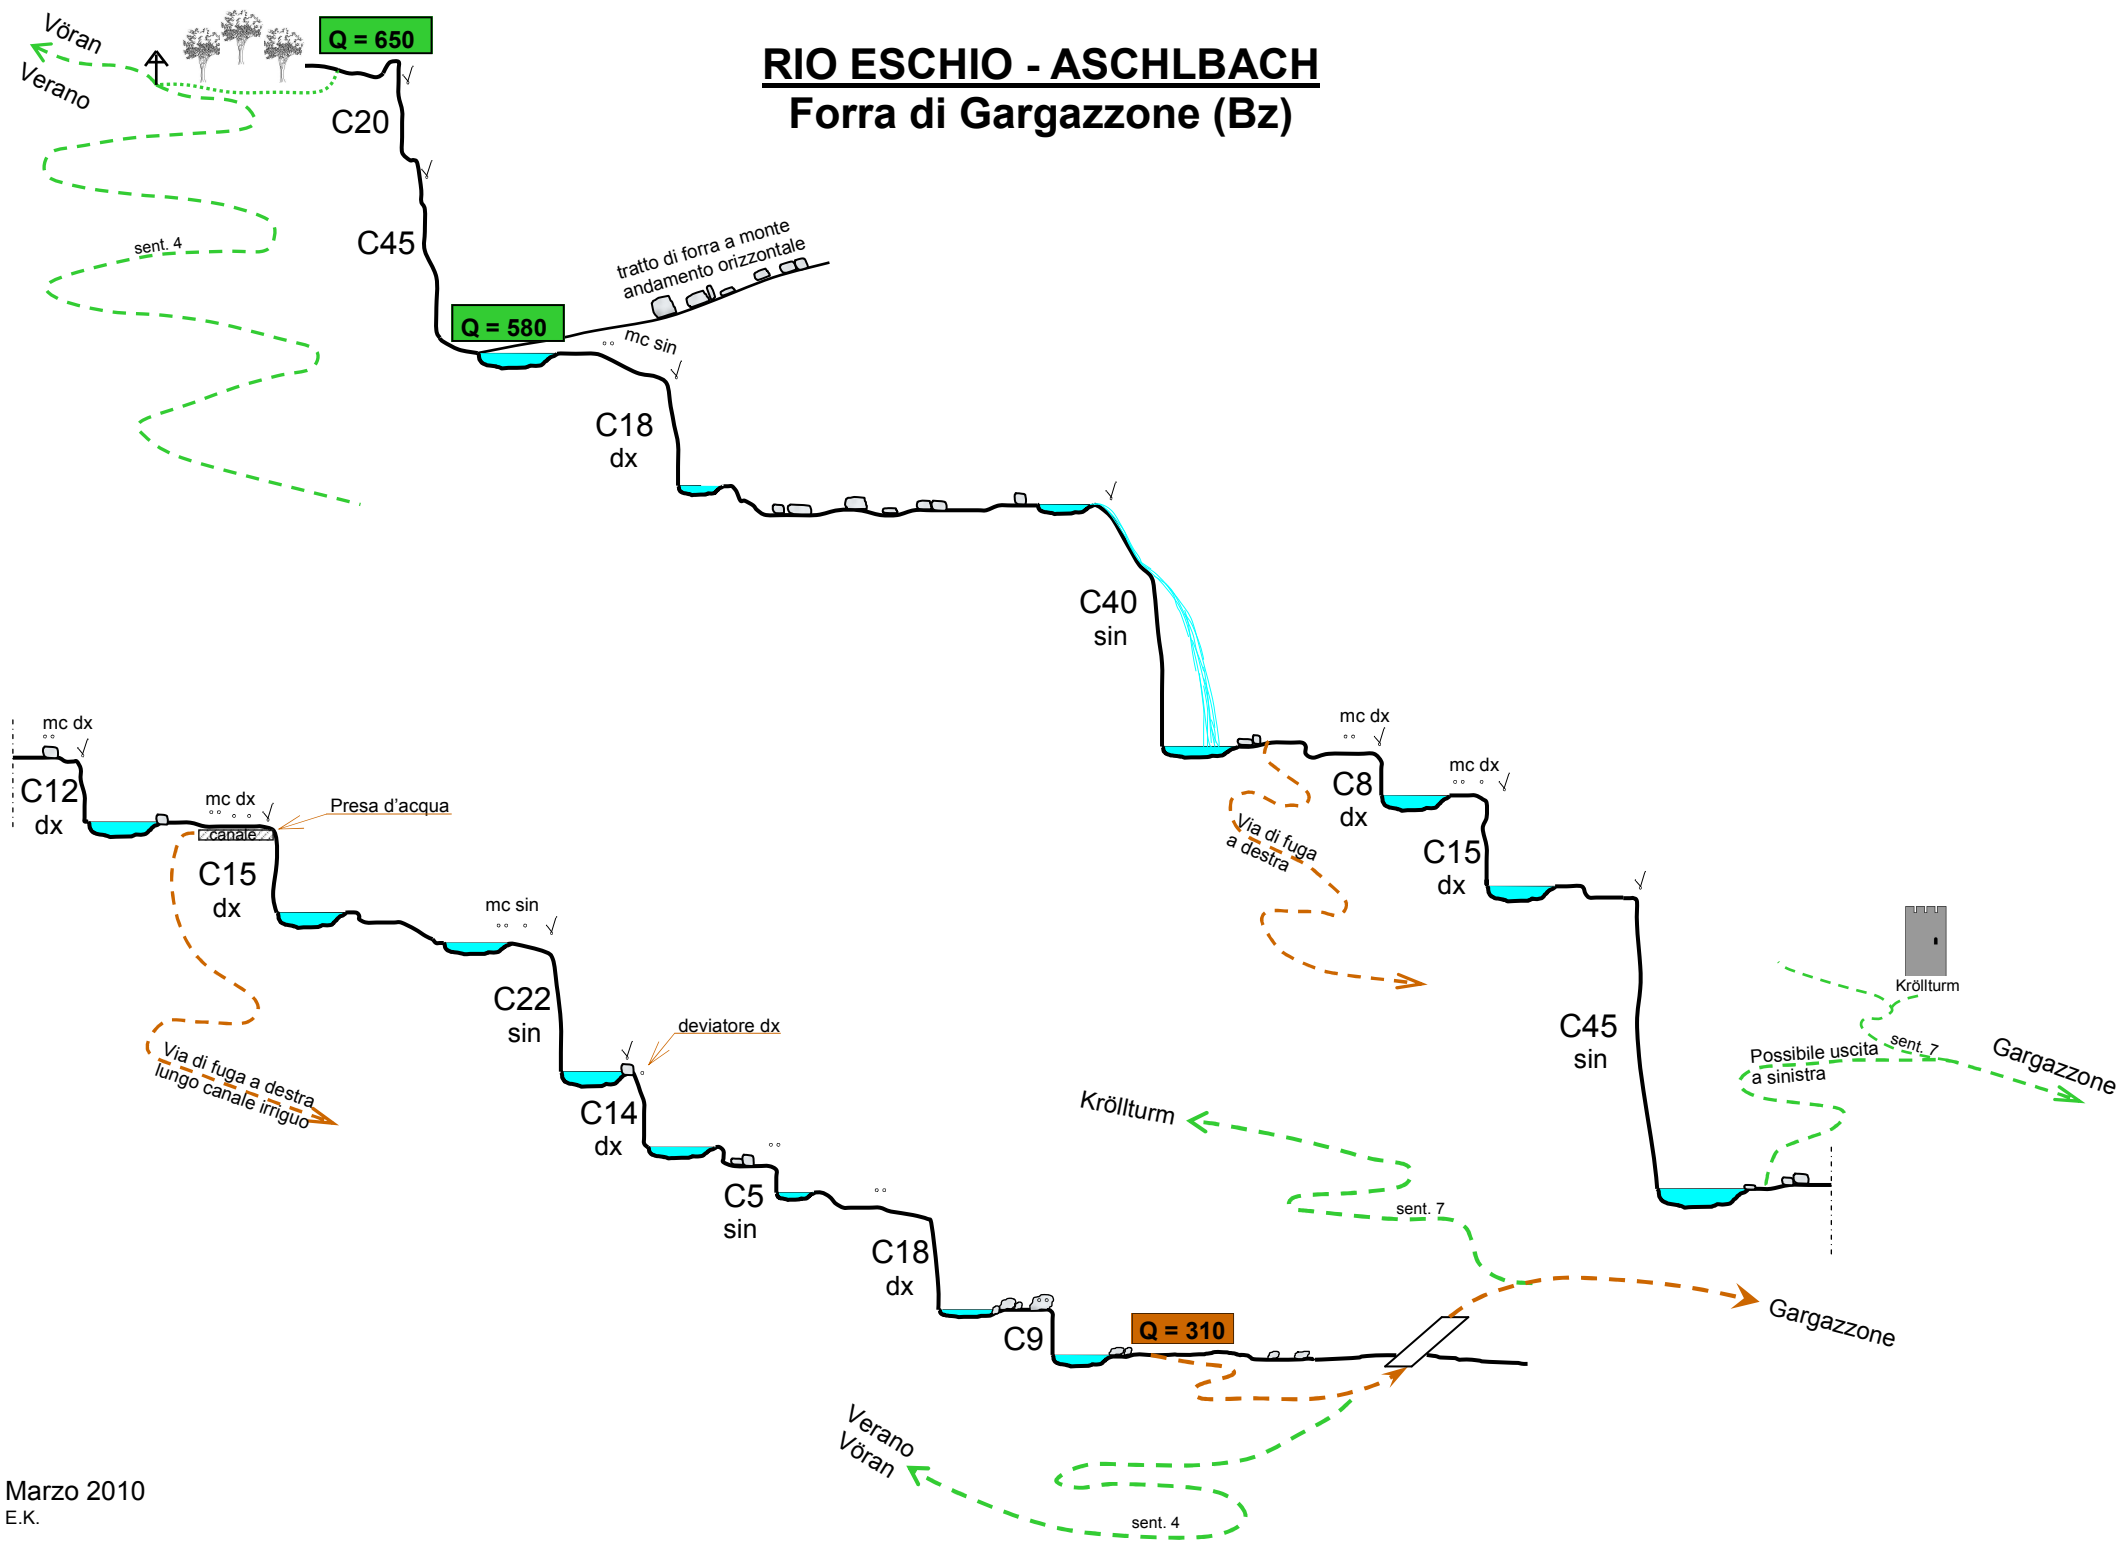 RIO ESCHIO - ASCHLBACH
Forra di Gargazzone (Bz)
Vöran
Verano
Q = 650
C20
sent. 4
C45
tratto di forra a monte
andamento orizzontale
Q = 580
mc sin
C18
dx
C40
sin
mc dx
C8
dx
mc dx
C15
dx
Via di fuga
a destra
C45
sin
Kröllturm
sent. 7
Gargazzone
Possibile uscita
a sinistra
mc dx
C12
dx
mc dx
canale
Presa d'acqua
C15
dx
Via di fuga a destra
lungo canale irriguo
mc sin
C22
sin
deviatore dx
C14
dx
C5
sin
C18
dx
C9
Q = 310
Kröllturm
sent. 7
Gargazzone
Verano
Vöran
sent. 4
Marzo 2010
E.K.